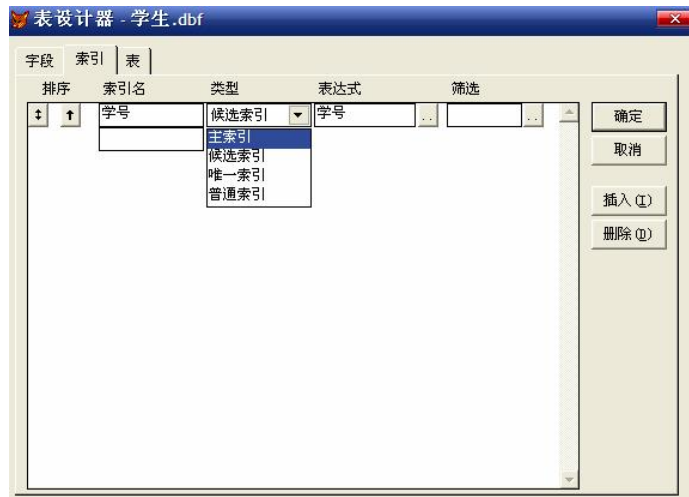 表设计器 - 学生.dbf
字段 索引 表
排序 索引名 类型 表达式 筛选
学号 候选索引 学号 .. .. 确定
主索引
候选索引
唯一索引
普通索引
取消
插入(I)
删除(D)